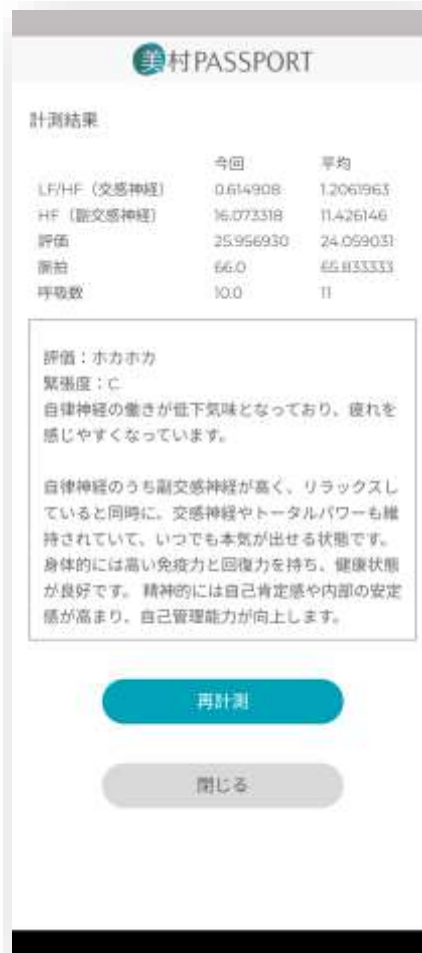 美村PASSPORT
計測結果
今回 平均
LF/HF（交感神経） 0.614908 1.2061963
HF（副交感神経） 16.073318 11.426146
評価 25.956930 24.059031
脈拍 66.0 65.833333
呼吸数 10.0 11
評価：ホカホカ
緊張度：C
自律神経の働きが低下気味となっており、疲れを
感じやすくなっています。
自律神経のうち副交感神経が高く、リラックスし
ていると同時に、交感神経やトータルパワーも維
持されていて、いつでも本気が出せる状態です。
身体的には高い免疫力と回復力を持ち、健康状態
が良好です。 精神的には自己肯定感や内部の安定
感が高まり、自己管理能力が向上します。
再計測
閉じる